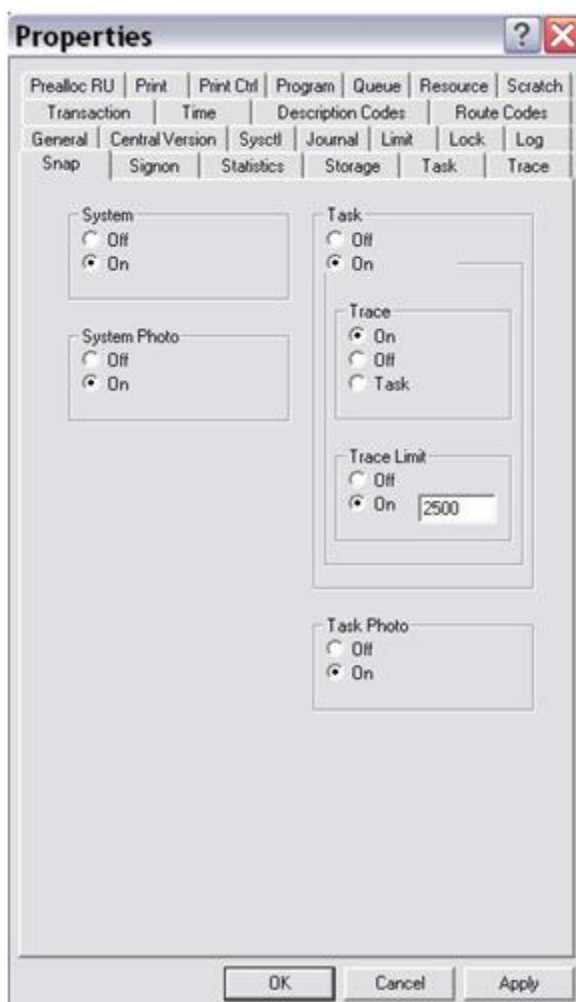 Properties
Prealloc RU Print Print Ctrl Program Queue Resource Scratch
Transaction Time Description Codes Route Codes
General Central Version Sysctl Journal Limit Lock Log
Snap Signon Statistics Storage Task Trace
System
Off
On
System Photo
Off
On
Task
Off
On
Trace
On
Off
Task
Trace Limit
Off
On 2500
Task Photo
Off
On
OK Cancel Apply